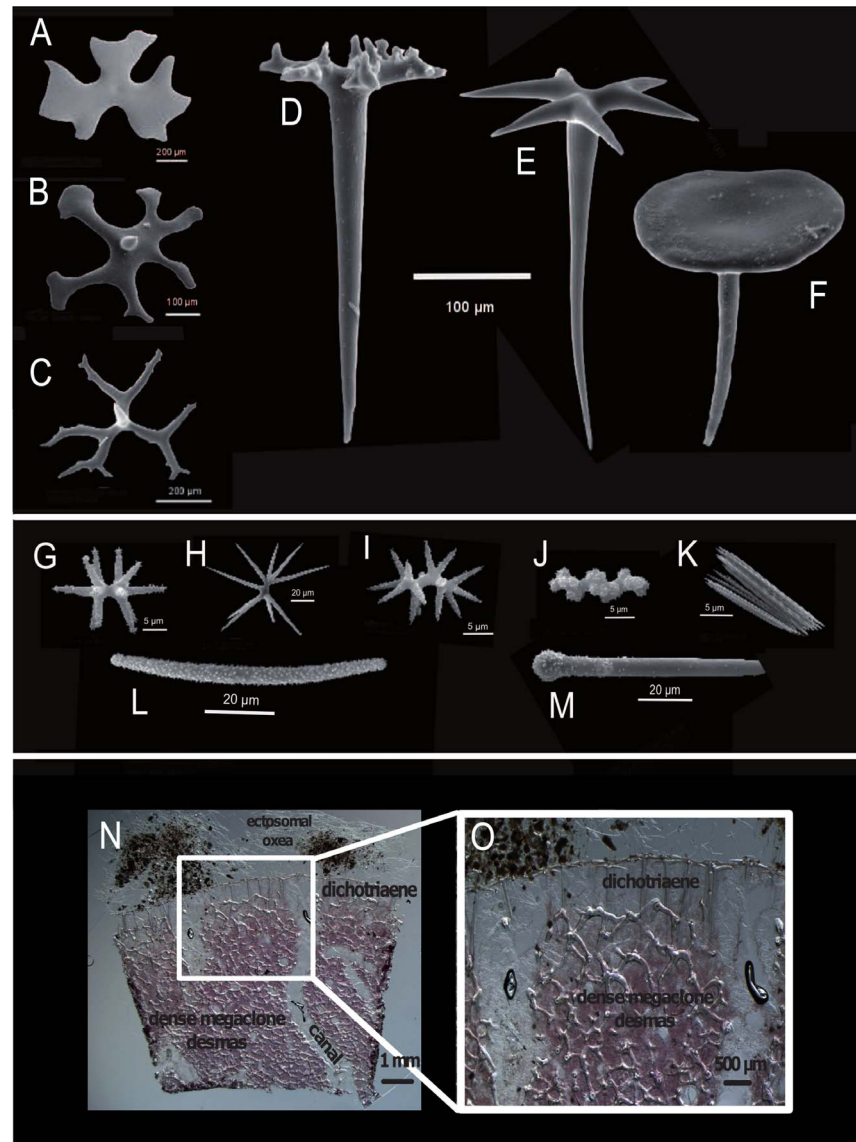 A
200 µm
B
100 µm
C
200 µm
D
E
F
100 µm
G
5 µm
H
20 µm
I
5 µm
J
5 µm
K
5 µm
L
20 µm
M
20 µm
N
ectosomal
oxea
dichotriaene
dense megaclone
desmas
canal
1 mm
O
dichotriaene
dense megaclone
desmas
500 µm